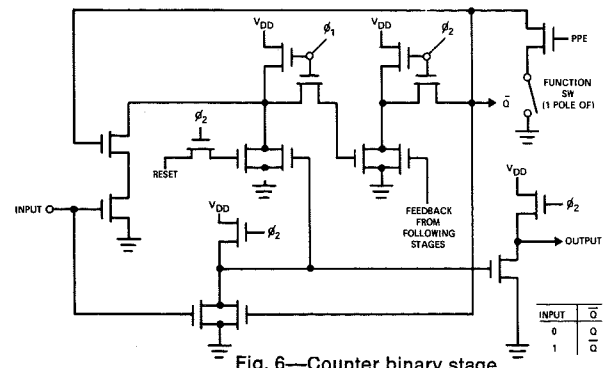 VDD
ϕ1
VDD
ϕ2
PPE
FUNCTION
SW
(1 POLE OF)
Q̅
ϕ2
RESET
INPUT
VDD
ϕ2
FEEDBACK
FROM
FOLLOWING
STAGES
VDD
ϕ2
OUTPUT
INPUT Q̅
0 Q
1 Q̅
Fig. 6—Counter binary stage